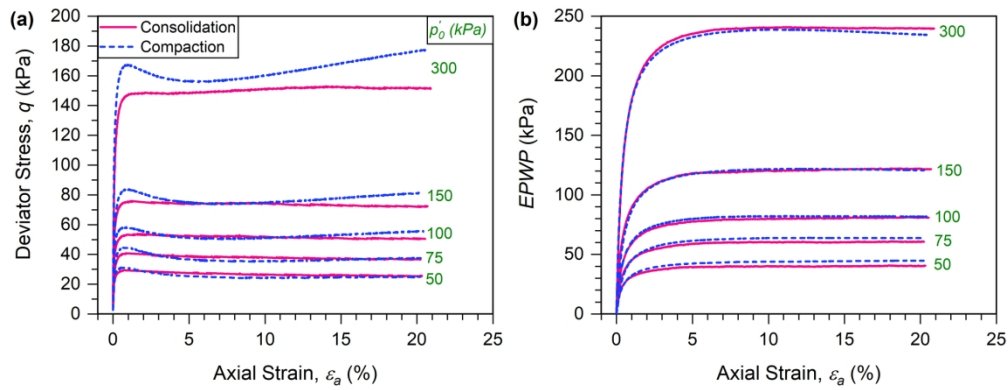 (a)
Consolidation
Compaction
p'₀ (kPa)
200
180
160
140
120
100
80
60
40
20
0
Deviator Stress, q (kPa)
300
150
100
75
50
0 5 10 15 20 25
Axial Strain, εₐ (%)
(b)
250
200
150
100
50
0
EPWP (kPa)
300
150
100
75
50
0 5 10 15 20 25
Axial Strain, εₐ (%)